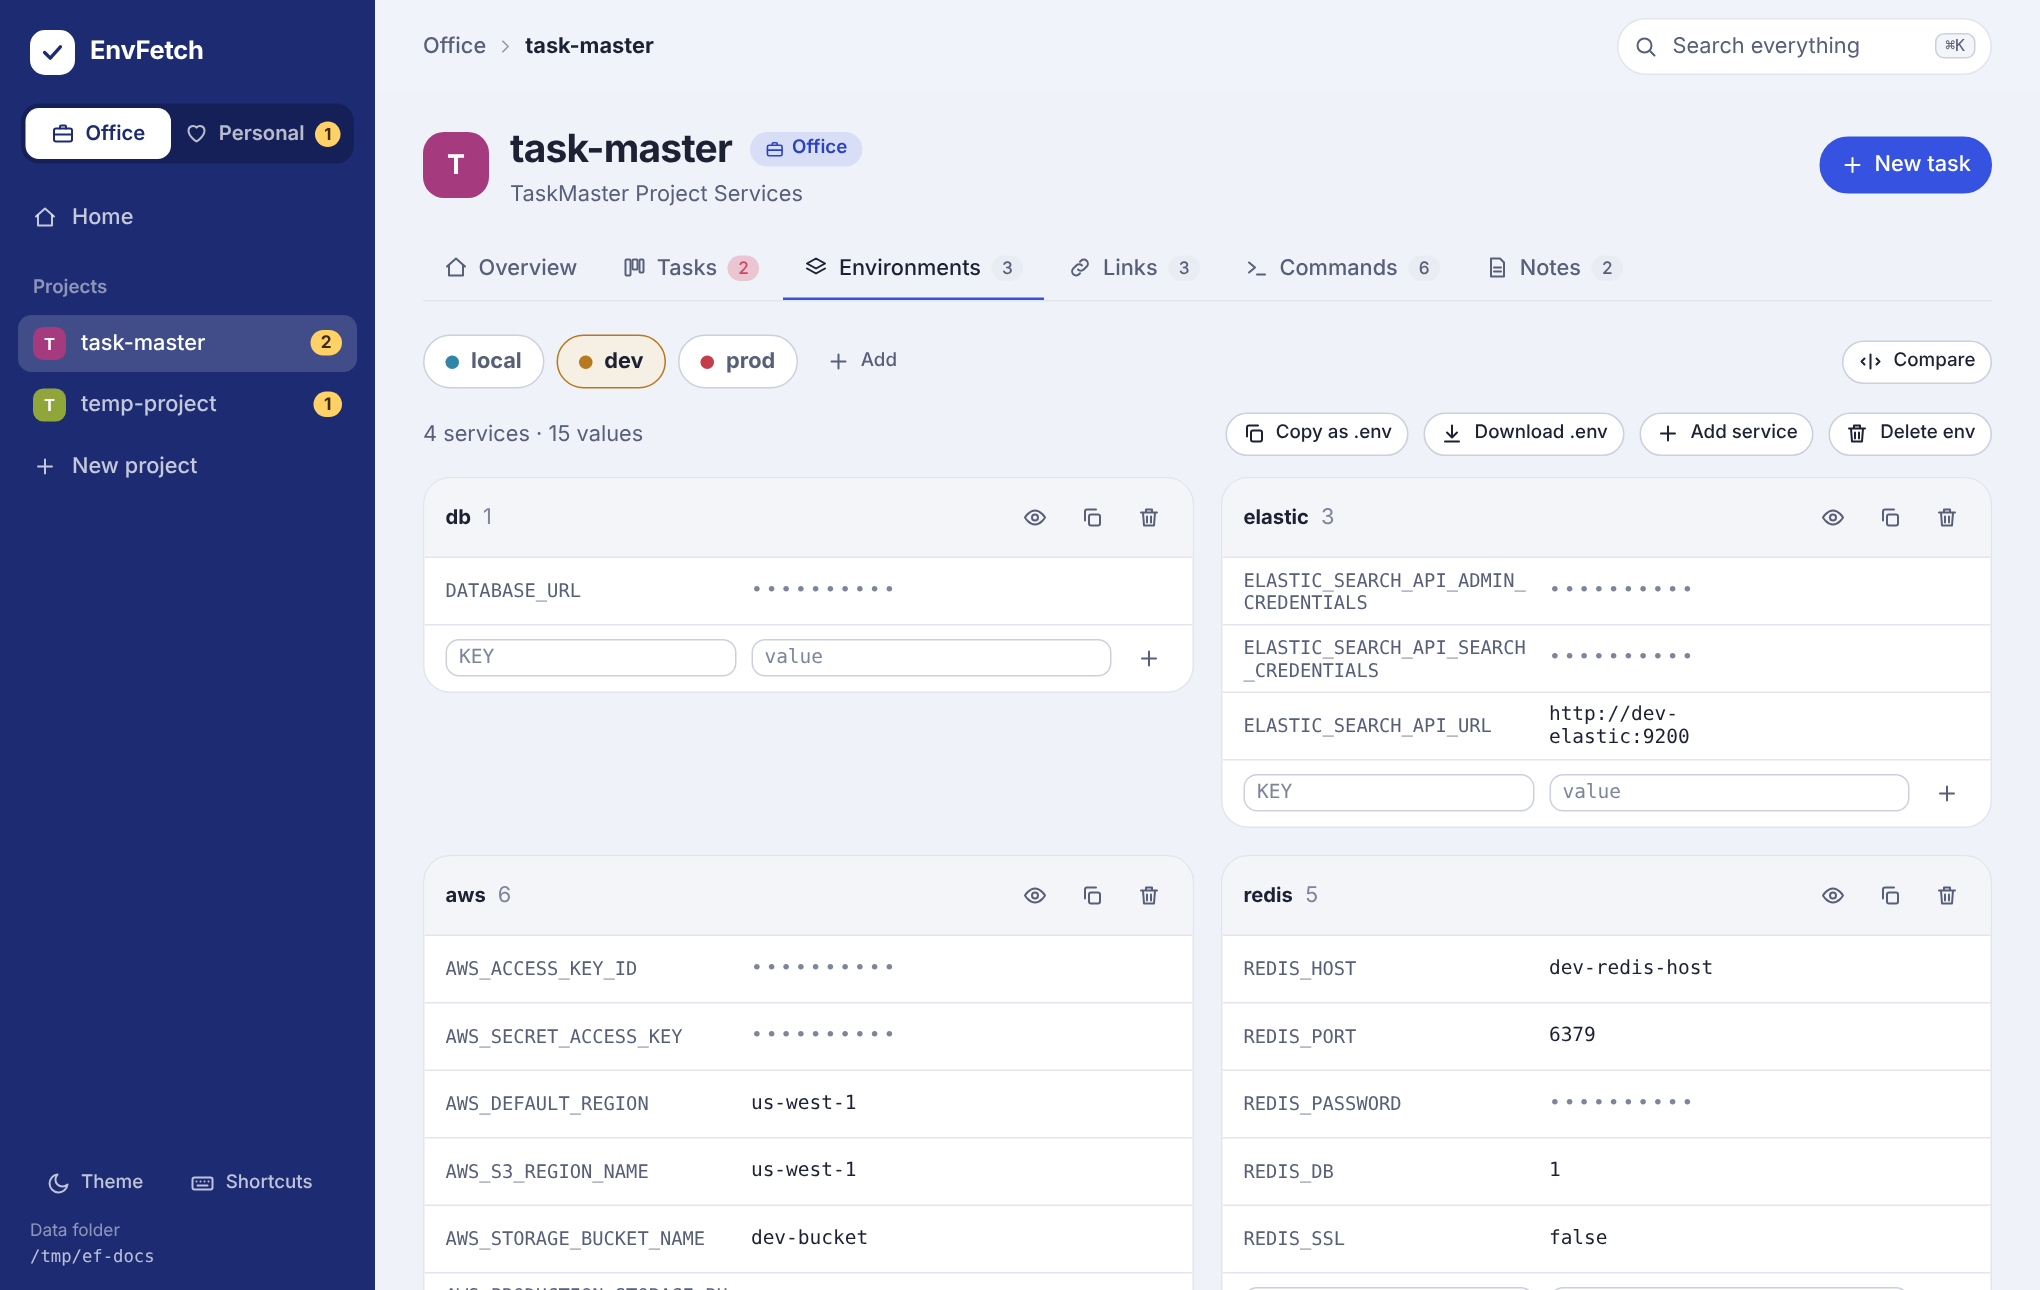 EnvFetch
Office
Personal 1
Home
Projects
T task-master 2
T temp-project 1
New project
Theme
Shortcuts
Data folder
/tmp/ef-docs
Office > task-master
Search everything ⌘K
T
task-master
Office
TaskMaster Project Services
+ New task
Overview
Tasks 2
Environments 3
Links 3
Commands 6
Notes 2
local
dev
prod
+ Add
Compare
4 services · 15 values
Copy as .env
Download .env
+ Add service
Delete env
db 1
DATABASE_URL ••••••••••
KEY value +
elastic 3
ELASTIC_SEARCH_API_ADMIN_
CREDENTIALS ••••••••••
ELASTIC_SEARCH_API_SEARCH
_CREDENTIALS ••••••••••
ELASTIC_SEARCH_API_URL http://dev-
elastic:9200
KEY value +
aws 6
AWS_ACCESS_KEY_ID ••••••••••
AWS_SECRET_ACCESS_KEY ••••••••••
AWS_DEFAULT_REGION us-west-1
AWS_S3_REGION_NAME us-west-1
AWS_STORAGE_BUCKET_NAME dev-bucket
redis 5
REDIS_HOST dev-redis-host
REDIS_PORT 6379
REDIS_PASSWORD ••••••••••
REDIS_DB 1
REDIS_SSL false